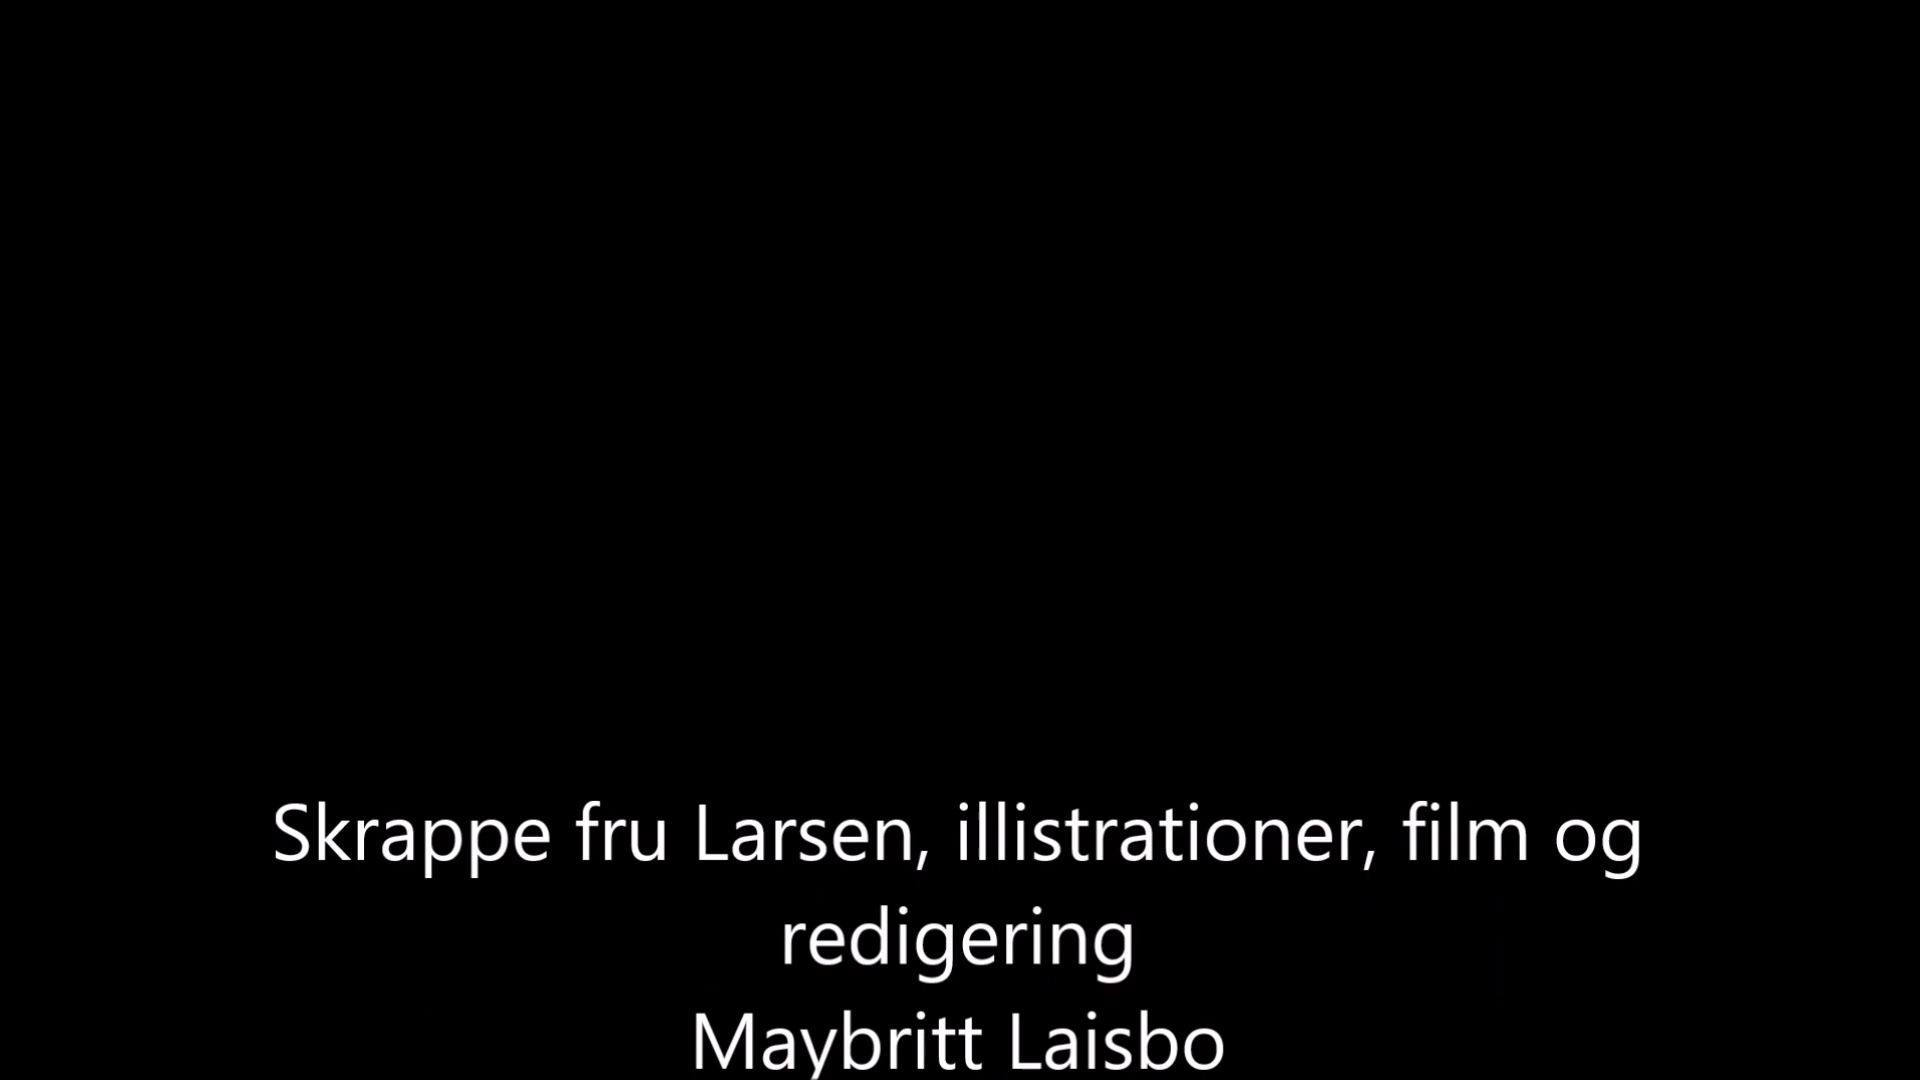 Skrappe fru Larsen, illistrationer, film og
redigering
Maybritt Laisbo